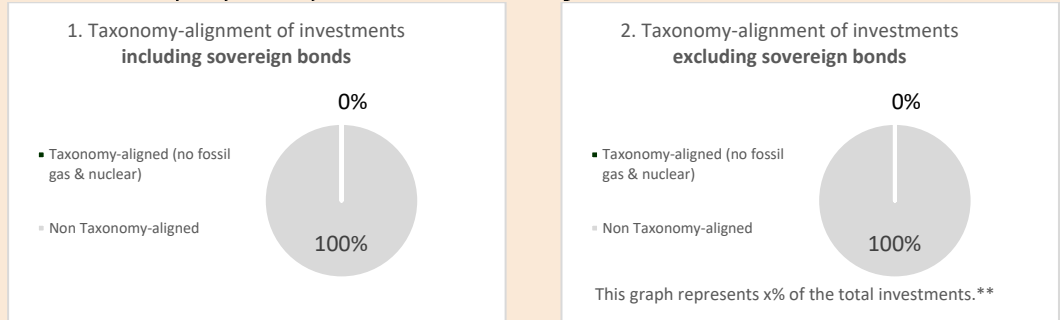 1. Taxonomy-alignment of investments
including sovereign bonds
0%
Taxonomy-aligned (no fossil
gas & nuclear)
Non Taxonomy-aligned
100%
2. Taxonomy-alignment of investments
excluding sovereign bonds
0%
Taxonomy-aligned (no fossil
gas & nuclear)
Non Taxonomy-aligned
100%
This graph represents x% of the total investments.**